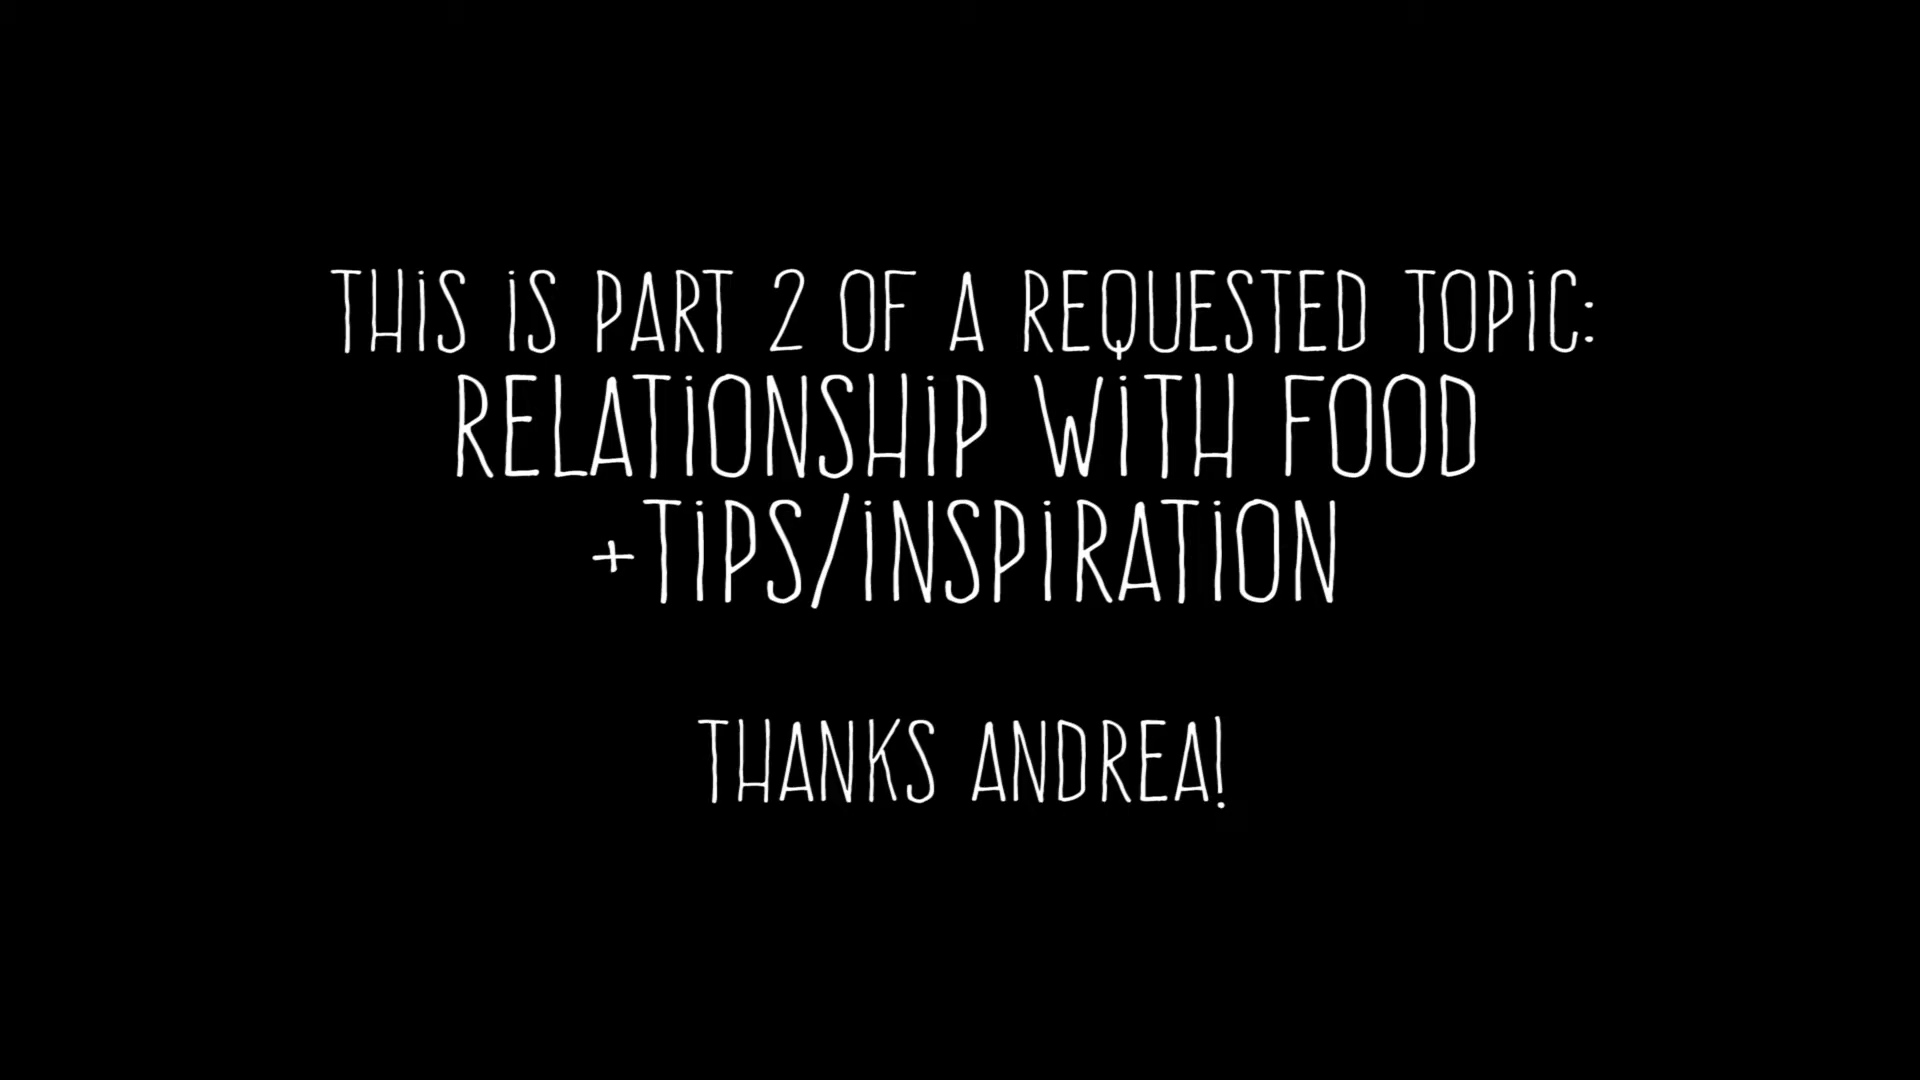 THiS iS PART 2 OF A REQUESTED TOPiC:
RELATiONSHiP WiTH FOOD
+TiPS/iNSPiRATiON
THANKS ANDREA!